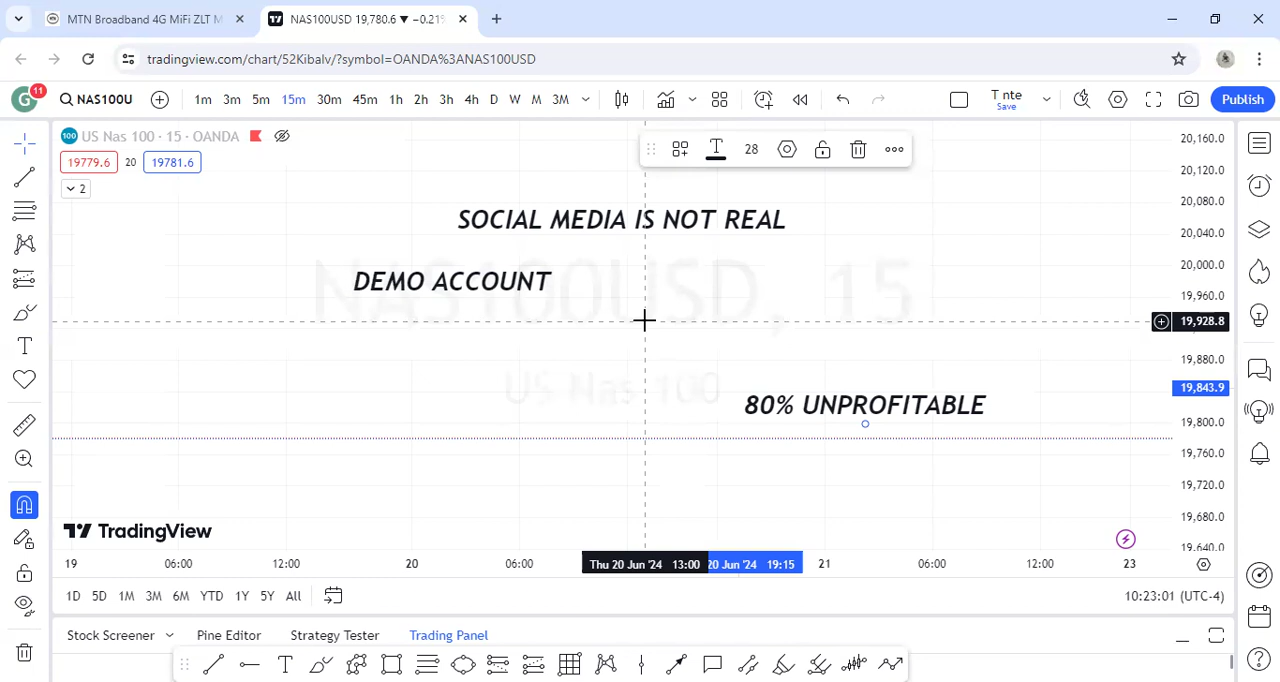 MTN Broadband 4G MiFi ZLT M
NAS100USD 19,780.6 ▼ −0.21%
tradingview.com/chart/52Kibalv/?symbol=OANDA%3ANAS100USD
G 11 NAS100U 1m 3m 5m 15m 30m 45m 1h 2h 3h 4h D W M 3M T nte Save Publish
100 US Nas 100 · 15 · OANDA
19779.6 20 19781.6
2
28
SOCIAL MEDIA IS NOT REAL
DEMO ACCOUNT
NAS100USD, 15
US Nas 100
80% UNPROFITABLE
20,160.0
20,120.0
20,080.0
20,040.0
20,000.0
19,960.0
19,928.8
19,880.0
19,843.9
19,800.0
19,760.0
19,720.0
19,680.0
19,640.0
TradingView
19 06:00 12:00 20 06:00 Thu 20 Jun '24 13:00 20 Jun '24 19:15 21 06:00 12:00 23
1D 5D 1M 3M 6M YTD 1Y 5Y All 10:23:01 (UTC-4)
Stock Screener Pine Editor Strategy Tester Trading Panel